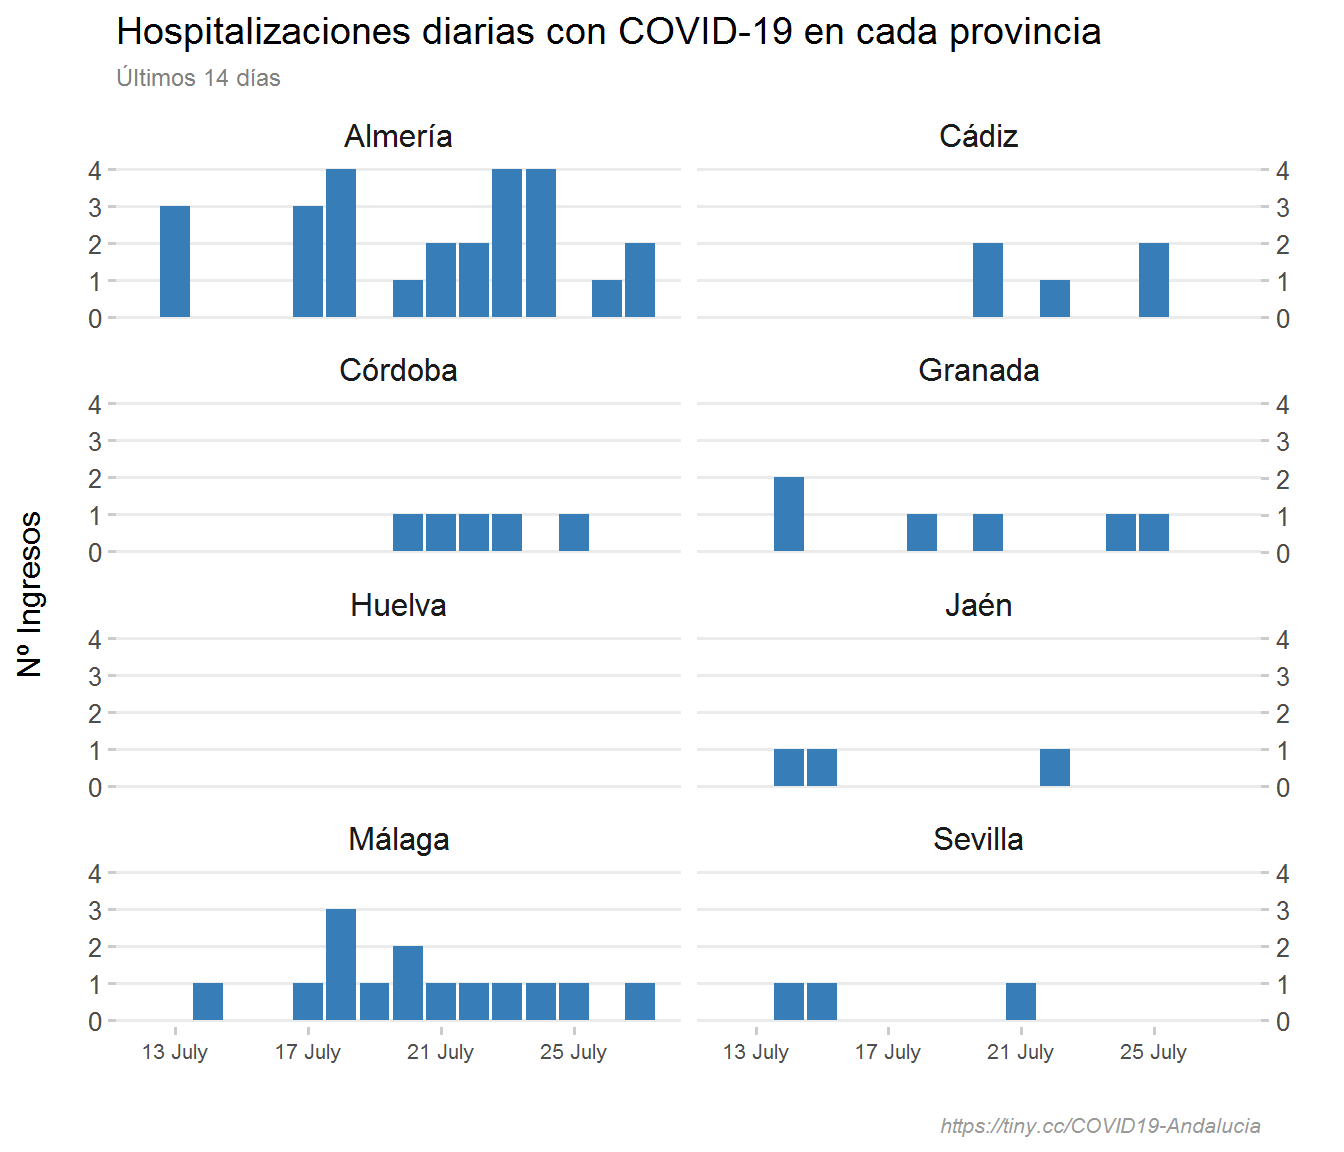 Hospitalizaciones diarias con COVID-19 en cada provincia
Últimos 14 días
Almería
Cádiz
4
3
2
1
0
4
3
2
1
0
Córdoba
Granada
4
3
2
1
0
4
3
2
1
0
Nº Ingresos
Huelva
Jaén
4
3
2
1
0
4
3
2
1
0
Málaga
Sevilla
4
3
2
1
0
4
3
2
1
0
13 July 17 July 21 July 25 July
13 July 17 July 21 July 25 July
https://tiny.cc/COVID19-Andalucia